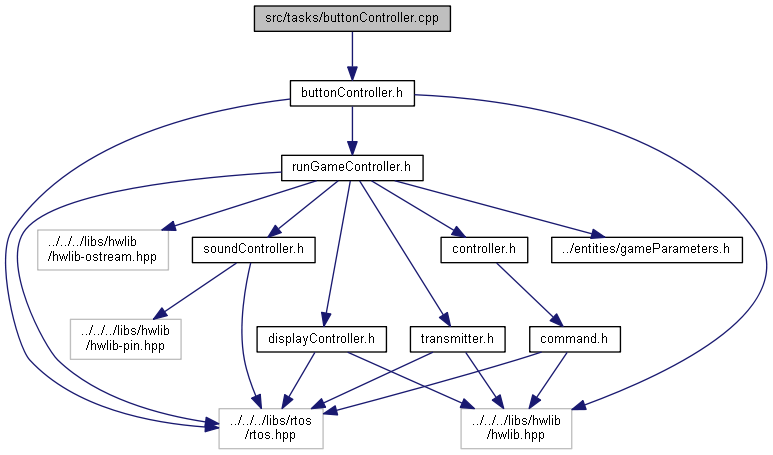 src/tasks/buttonController.cpp
buttonController.h
runGameController.h
../../../libs/hwlib
/hwlib-ostream.hpp
soundController.h
controller.h
../entities/gameParameters.h
../../../libs/hwlib
/hwlib-pin.hpp
displayController.h
transmitter.h
command.h
../../../libs/rtos
/rtos.hpp
../../../libs/hwlib
/hwlib.hpp